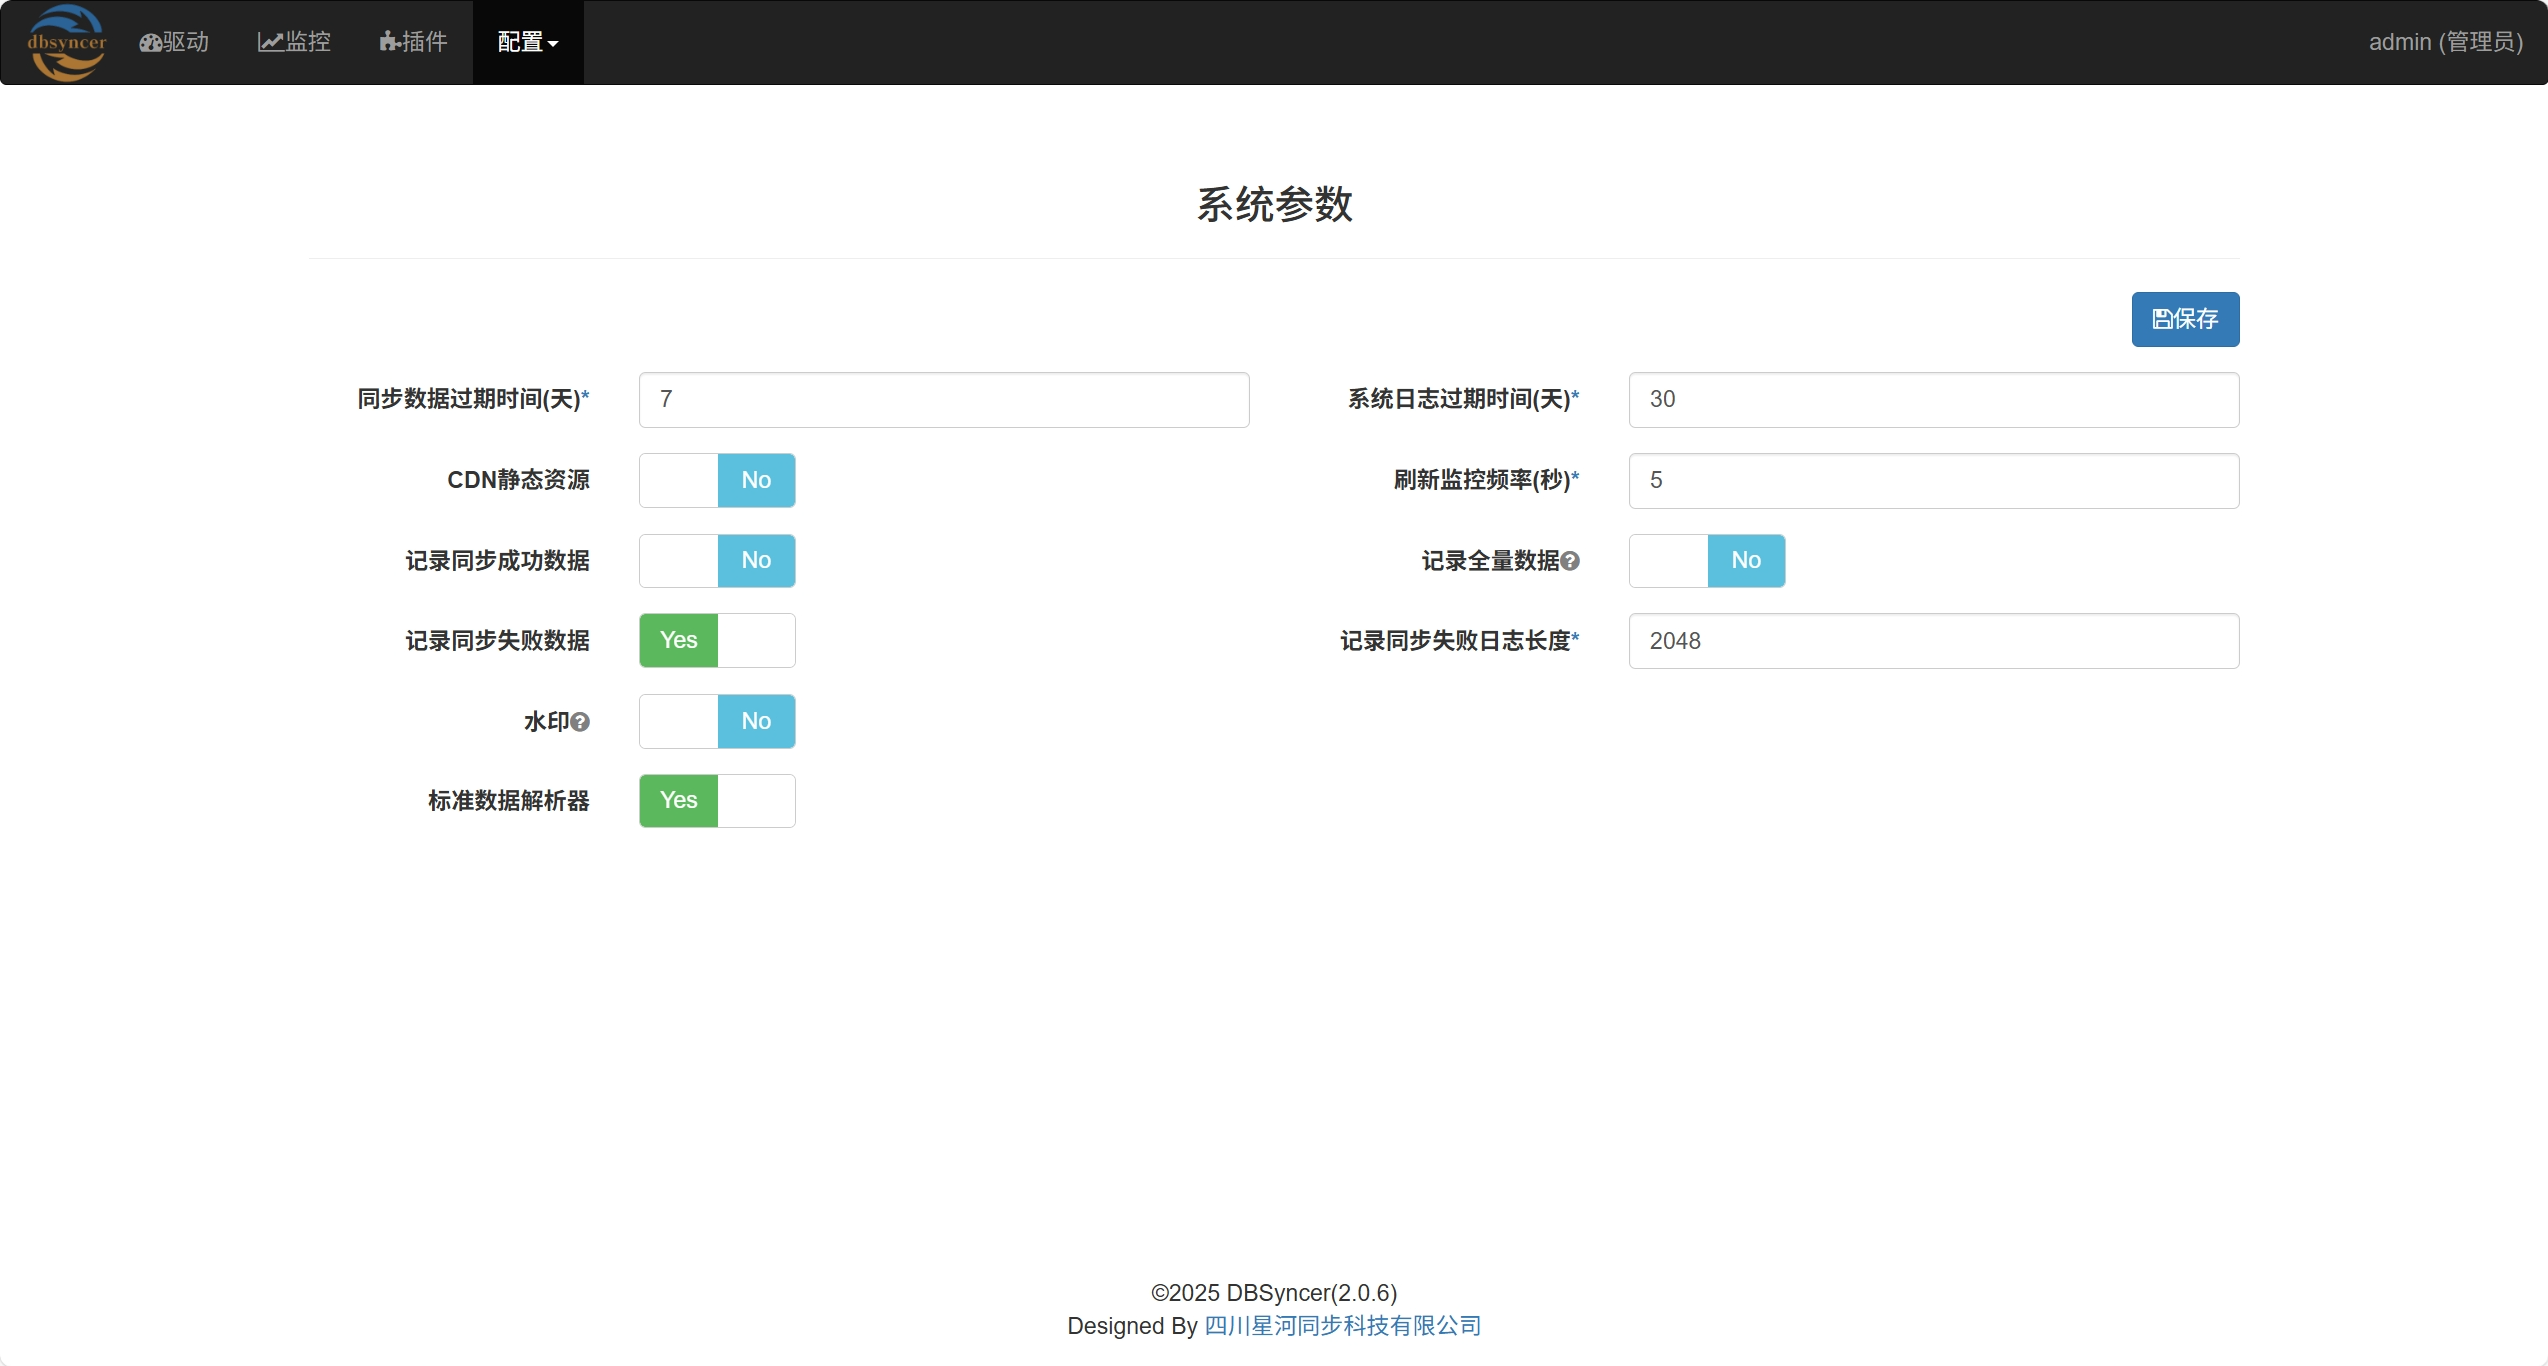 dbsyncer 驱动 监控 插件 配置 admin (管理员)
系统参数
保存
同步数据过期时间(天)* 7 系统日志过期时间(天)* 30
CDN静态资源 No 刷新监控频率(秒)* 5
记录同步成功数据 No 记录全量数据 No
记录同步失败数据 Yes 记录同步失败日志长度* 2048
水印 No
标准数据解析器 Yes
©2025 DBSyncer(2.0.6)
Designed By 四川星河同步科技有限公司